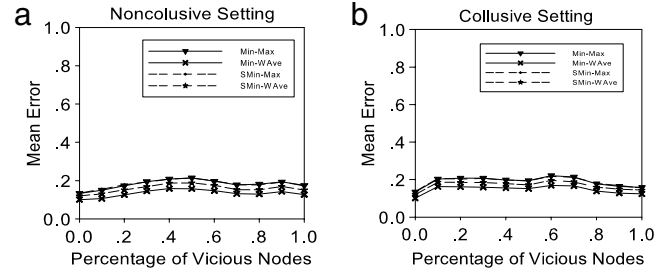 a
Noncolusive Setting
1.0
.8
.6
.4
.2
0.0
Mean Error
Min-Max
Min-WAve
SMin-Max
SMin-WAve
0.0 .2 .4 .6 .8 1.0
Percentage of Vicious Nodes
b
Collusive Setting
1.0
.8
.6
.4
.2
0.0
Mean Error
Min-Max
Min-WAve
SMin-Max
SMin-WAve
0.0 .2 .4 .6 .8 1.0
Percentage of Vicious Nodes